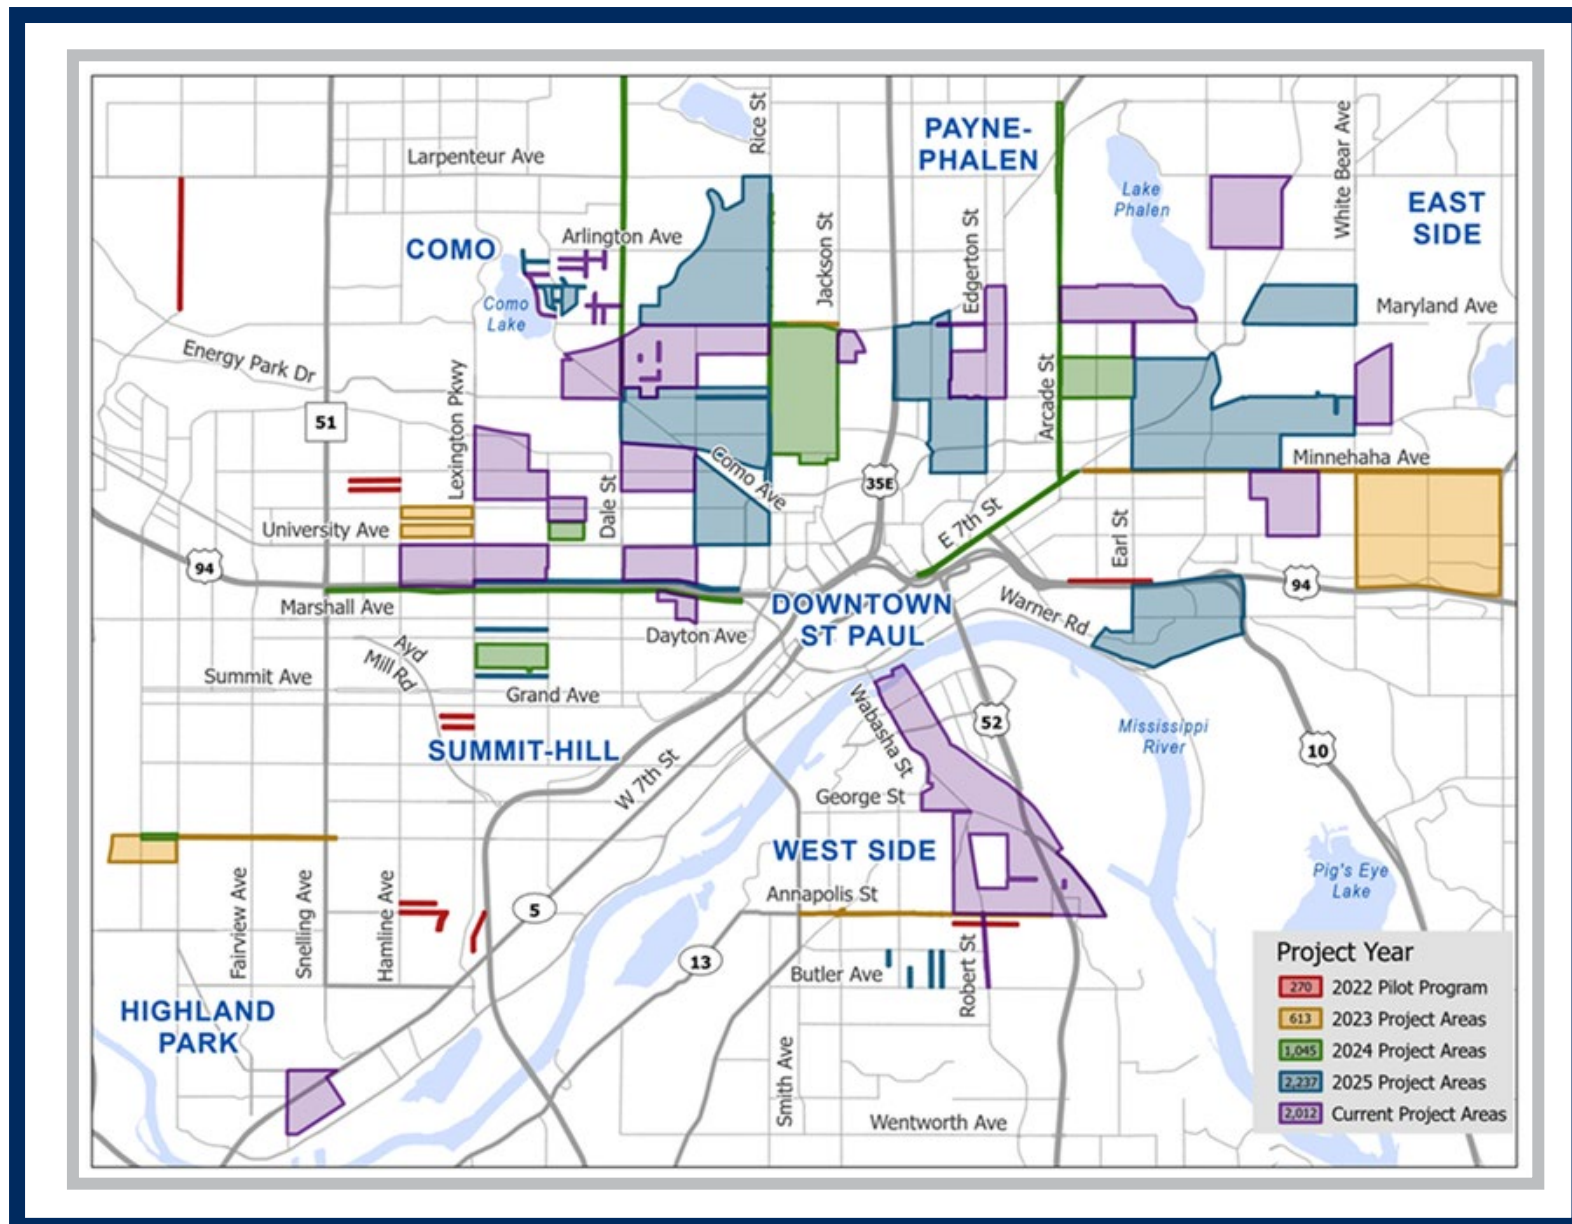 Rice St
White Bear Ave
PAYNE-
PHALEN
Larpenteur Ave
Lake
Phalen
EAST
SIDE
Jackson St
Edgerton St
Arlington Ave
COMO
Como
Lake
Maryland Ave
Energy Park Dr
Lexington Pkwy
Arcade St
51
Como Ave
Minnehaha Ave
35E
Dale St
University Ave
E 7th St
Earl St
94
94
Marshall Ave
DOWNTOWN
ST PAUL
Warner Rd
Dayton Ave
Ayd
Mill Rd
Summit Ave
Grand Ave
Wabasha St
52
Mississippi
River
10
SUMMIT-HILL
W 7th St
George St
WEST SIDE
Pig's Eye
Lake
Annapolis St
Fairview Ave
Snelling Ave
Hamline Ave
5
13
Butler Ave
Robert St
HIGHLAND
PARK
Smith Ave
Wentworth Ave
Project Year
270 2022 Pilot Program
613 2023 Project Areas
1,045 2024 Project Areas
2,237 2025 Project Areas
2,012 Current Project Areas